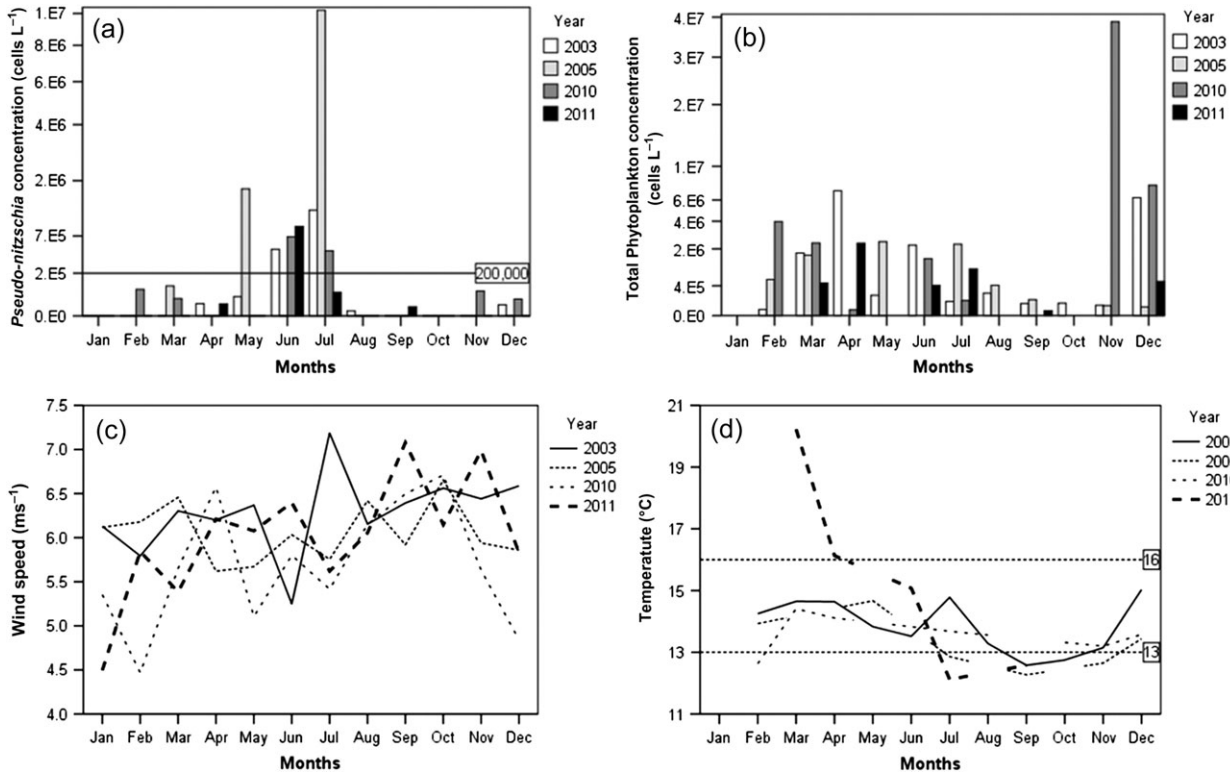 (a)
Pseudo-nitzschia concentration (cells L⁻¹)
1.E7
8.E6
6.E6
4.E6
2.E6
7.E5
2.E5
0.E0
200,000
Jan Feb Mar Apr May Jun Jul Aug Sep Oct Nov Dec
Months
Year
2003
2005
2010
2011
(b)
Total Phytoplankton concentration
(cells L⁻¹)
4.E7
3.E7
2.E7
1.E7
6.E6
4.E6
2.E6
4.E5
0.E0
Jan Feb Mar Apr May Jun Jul Aug Sep Oct Nov Dec
Months
Year
2003
2005
2010
2011
(c)
Wind speed (ms⁻¹)
7.5
7.0
6.5
6.0
5.5
5.0
4.5
4.0
Jan Feb Mar Apr May Jun Jul Aug Sep Oct Nov Dec
Months
Year
2003
2005
2010
2011
(d)
Temperatute (°C)
21
19
17
15
13
11
16
13
Jan Feb Mar Apr May Jun Jul Aug Sep Oct Nov Dec
Months
Year
200
200
201
201